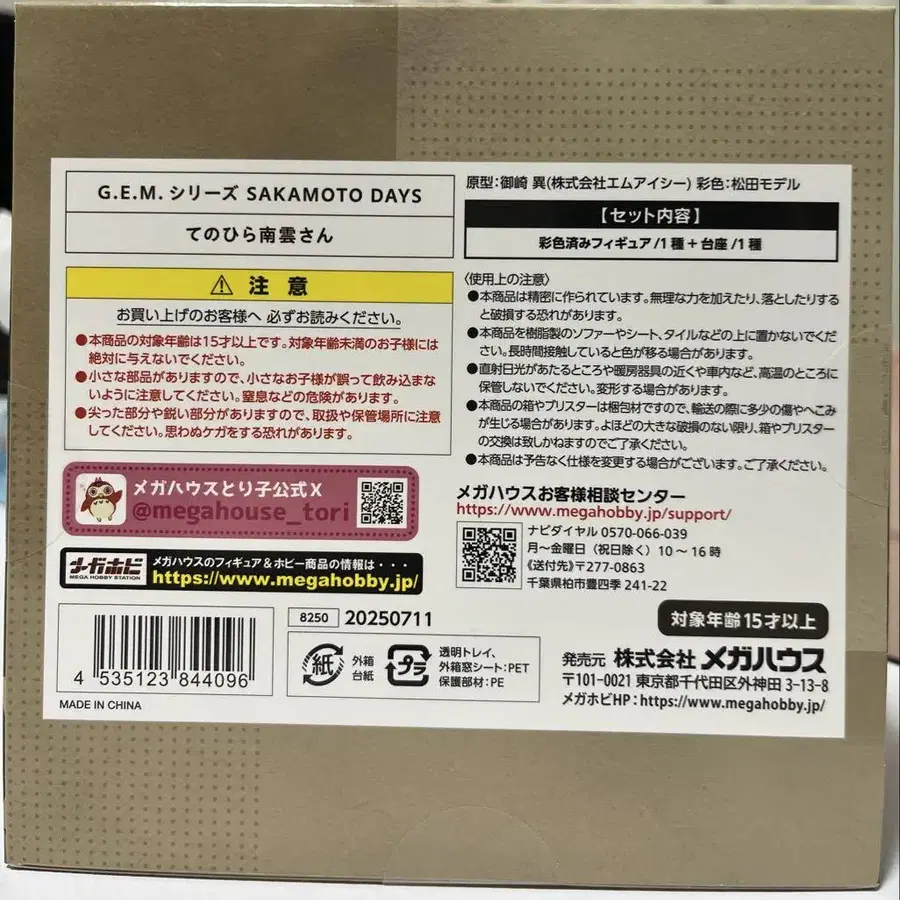 G.E.M.シリーズ SAKAMOTO DAYS
てのひら南雲さん
注意
お買い上げのお客様へ 必ずお読みください。
●本商品の対象年齢は15才以上です。対象年齢未満のお子様には
絶対に与えないでください。
●小さな部品がありますので、小さなお子様が誤って飲み込まな
いように注意してください。窒息などの危険があります。
●尖った部分や鋭い部分がありますので、取扱や保管場所に注意
してください。思わぬケガをする恐れがあります。
メガハウスとり子公式X
@megahouse_tori
メガホビ
MEGA HOBBY STATION
メガハウスのフィギュア&ホビー商品の情報は・・・
https://www.megahobby.jp/
4 535123 844096
MADE IN CHINA
8250 20250711
紙
外箱
台紙
プラ
透明トレイ、
外箱窓シート:PET
保護部材:PE
原型:御崎 異(株式会社エムアイシー) 彩色:松田モデル
【セット内容】
彩色済みフィギュア/1種+台座/1種
〈使用上の注意〉
●本商品は精密に作られています。無理な力を加えたり、落としたりする
と破損する恐れがあります。
●本商品を樹脂製のソファーやシート、タイルなどの上に置かないでくだ
さい。長時間接触していると色が移る場合があります。
●直射日光があたるところや暖房器具の近くや車内など、高温のところに
保管しないでください。変形する場合があります。
●本商品の箱やブリスターは梱包材ですので、輸送の際に多少の傷やへこみ
が生じる場合があります。よほどの大きな破損のない限り、箱やブリスター
の交換は致しかねますのでご了承ください。
●本商品は予告なく仕様を変更する場合がございます。ご了承ください。
メガハウスお客様相談センター
https://www.megahobby.jp/support/
ナビダイヤル 0570-066-039
月～金曜日(祝日除く)10～16時
《送付先》〒277-0863
千葉県柏市豊四季 241-22
対象年齢15才以上
発売元 株式会社 メガハウス
〒101-0021 東京都千代田区外神田 3-13-8
メガホビHP:https://www.megahobby.jp/